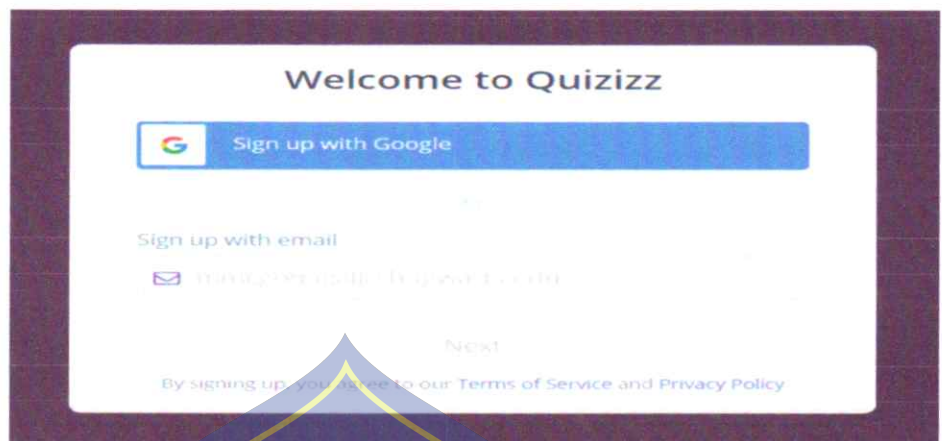 Welcome to Quizizz
G Sign up with Google
Sign up with email
Next
By signing up, you agree to our Terms of Service and Privacy Policy